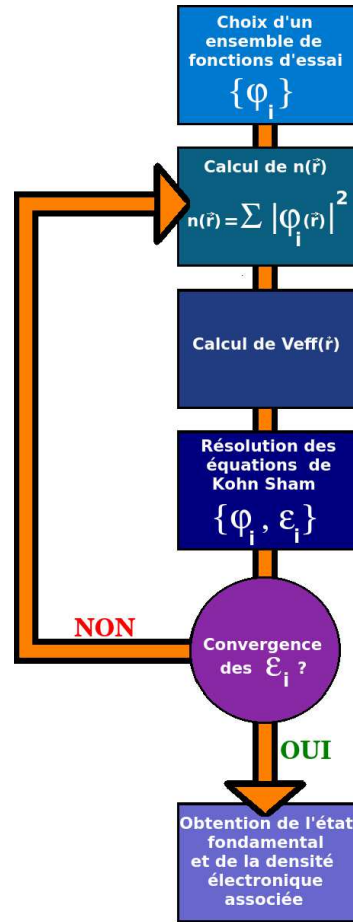 Choix d'un
ensemble de
fonctions d'essai
{φᵢ}
Calcul de n(r⃗)
n(r⃗) = Σ |φᵢ(r⃗)|²
Calcul de Veff(r⃗)
Résolution des
équations de
Kohn Sham
{φᵢ , εᵢ}
NON
Convergence
des εᵢ ?
OUI
Obtention de l'état
fondamental
et de la densité
électronique
associée